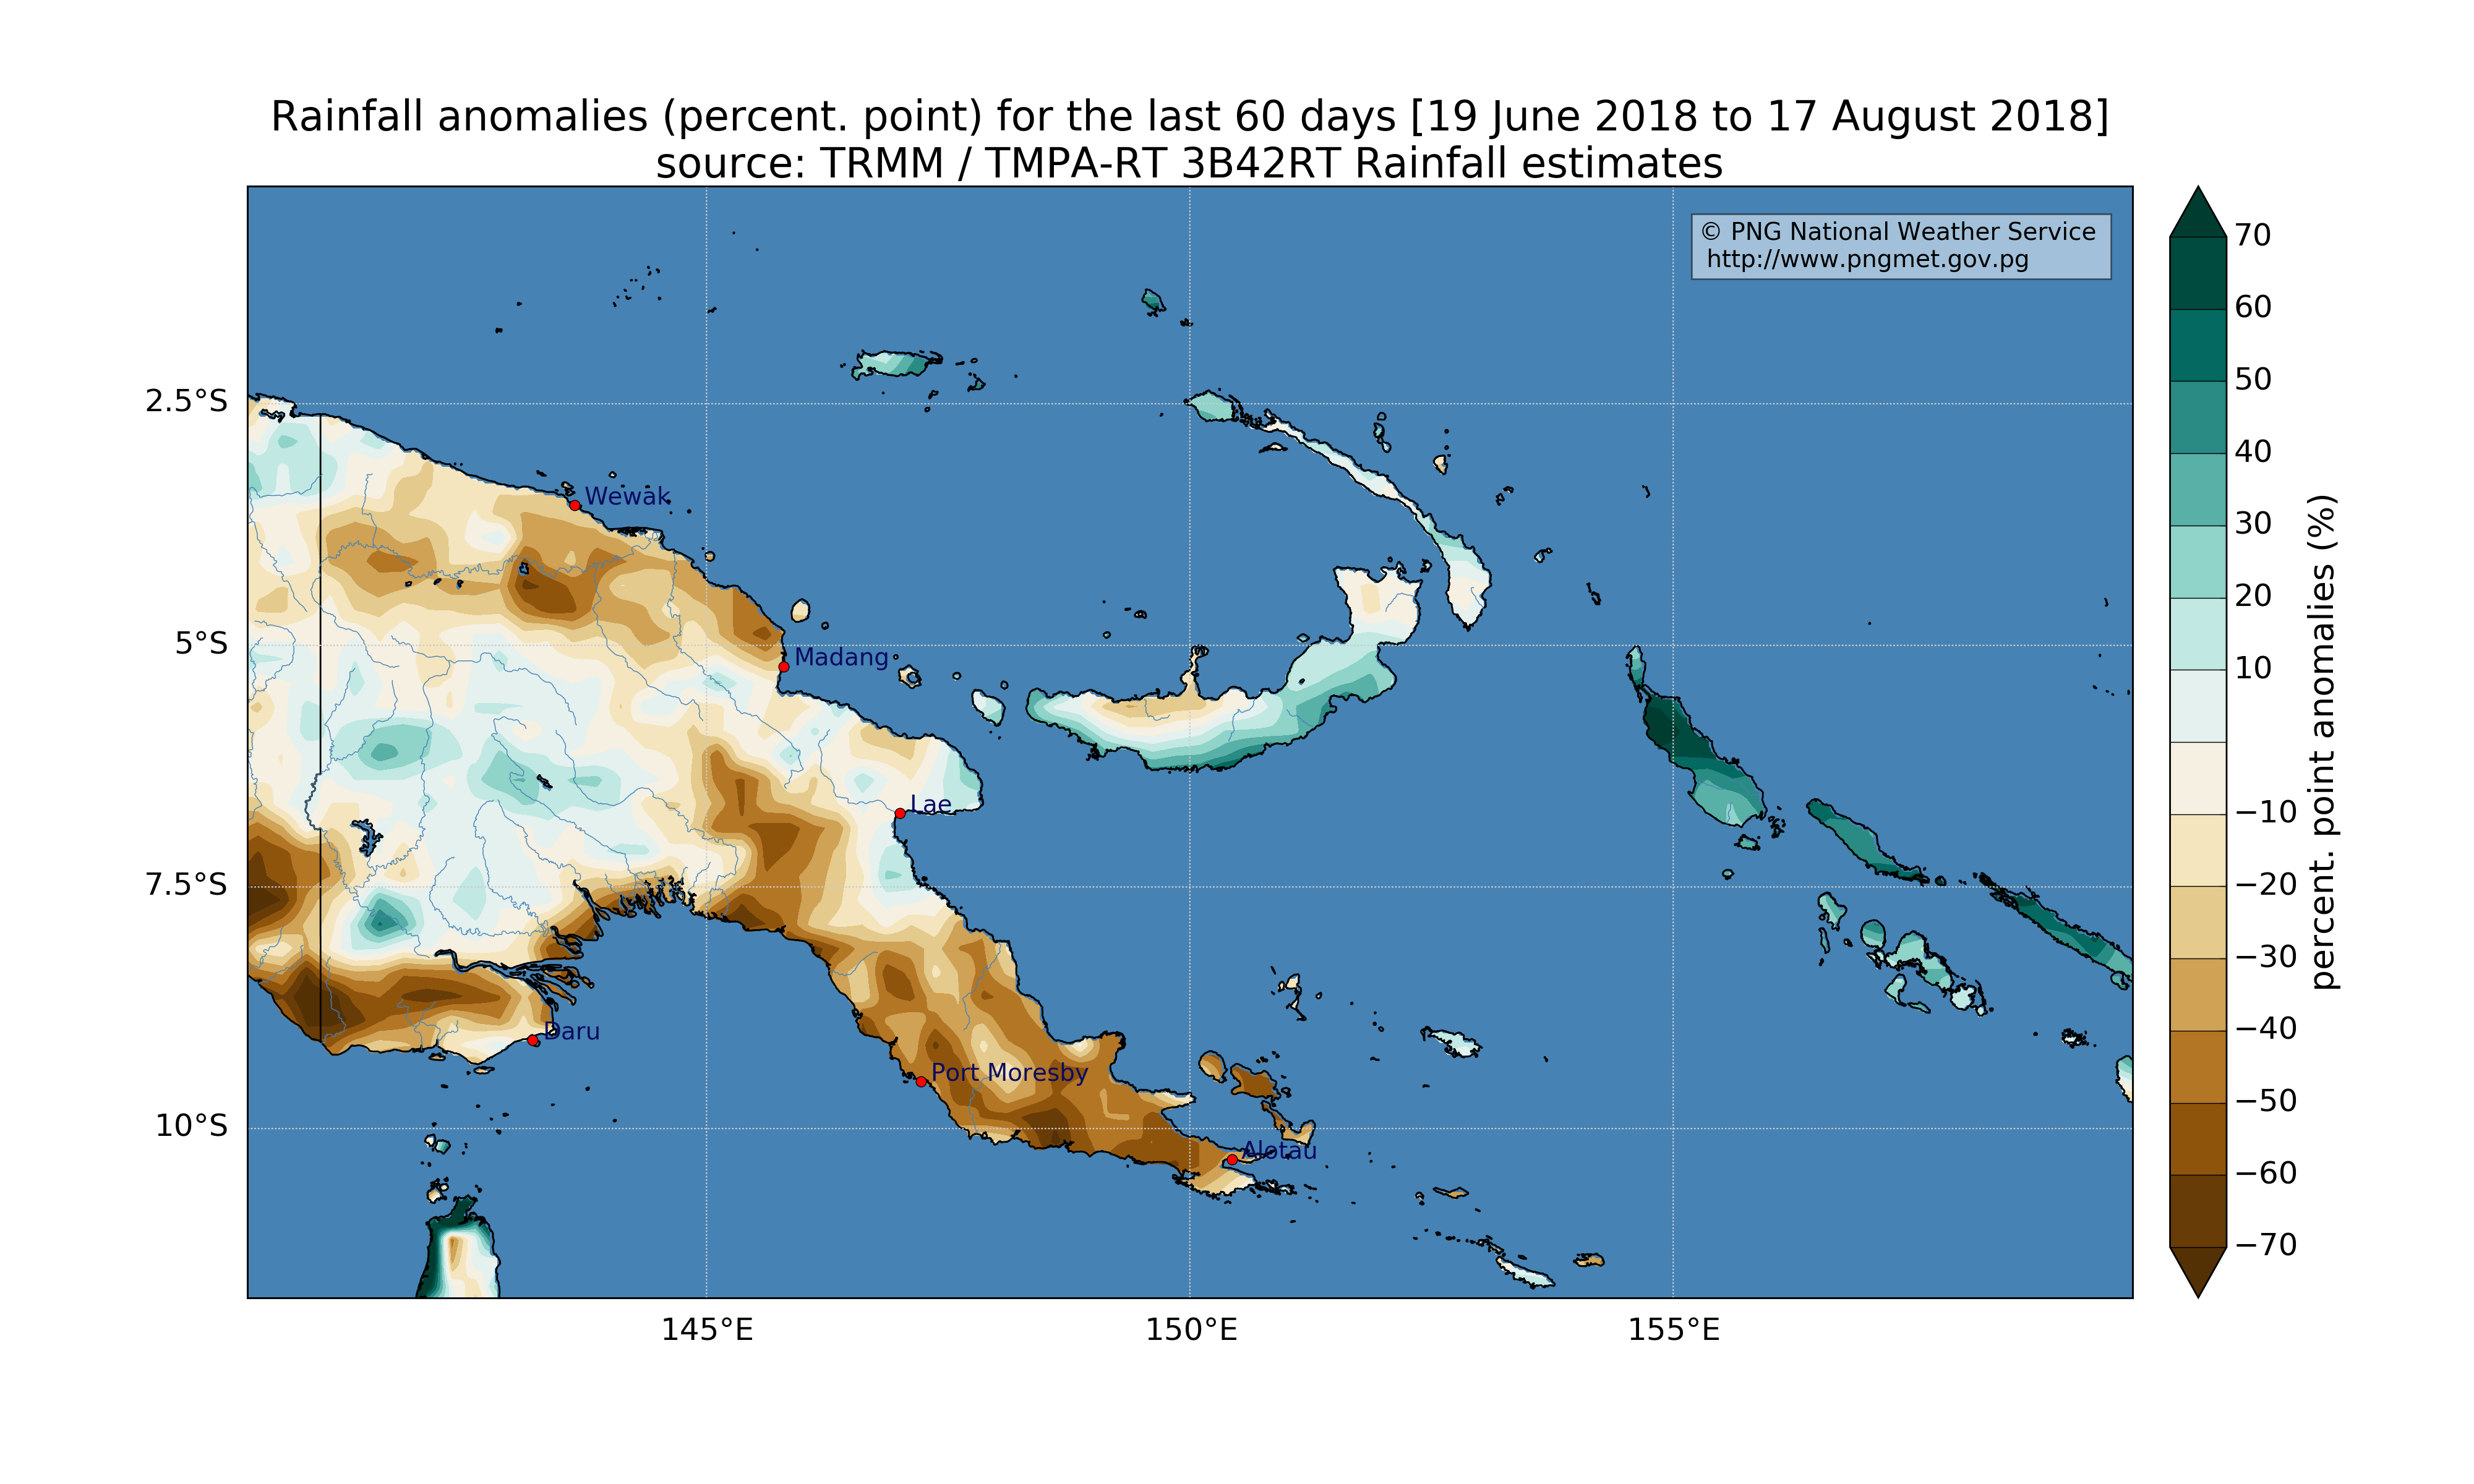 Rainfall anomalies (percent. point) for the last 60 days [19 June 2018 to 17 August 2018]
source: TRMM / TMPA-RT 3B42RT Rainfall estimates
© PNG National Weather Service
http://www.pngmet.gov.pg
2.5°S
5°S
7.5°S
10°S
Wewak
Madang
Lae
Daru
Port Moresby
Alotau
145°E
150°E
155°E
70
60
50
40
30
20
10
−10
−20
−30
−40
−50
−60
−70
percent. point anomalies (%)